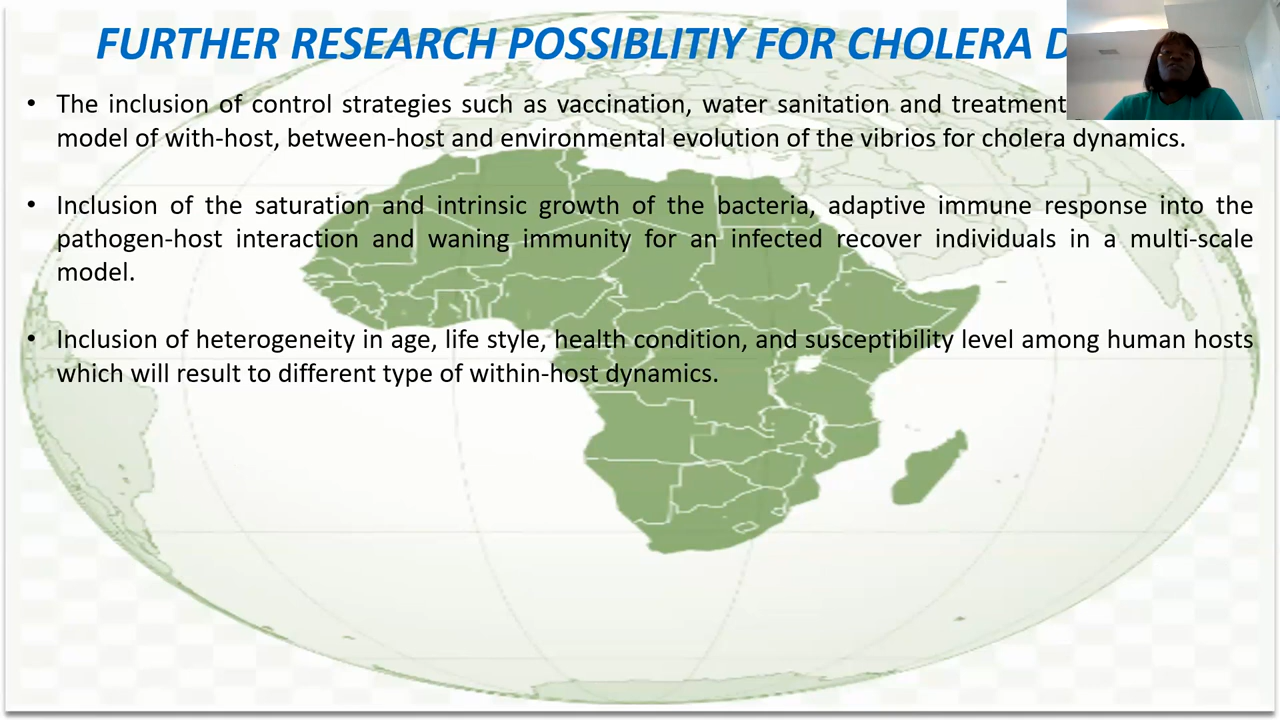 FURTHER RESEARCH POSSIBLITIY FOR CHOLERA D
• The inclusion of control strategies such as vaccination, water sanitation and treatment
model of with-host, between-host and environmental evolution of the vibrios for cholera dynamics.
• Inclusion of the saturation and intrinsic growth of the bacteria, adaptive immune response into the
pathogen-host interaction and waning immunity for an infected recover individuals in a multi-scale
model.
• Inclusion of heterogeneity in age, life style, health condition, and susceptibility level among human hosts
which will result to different type of within-host dynamics.